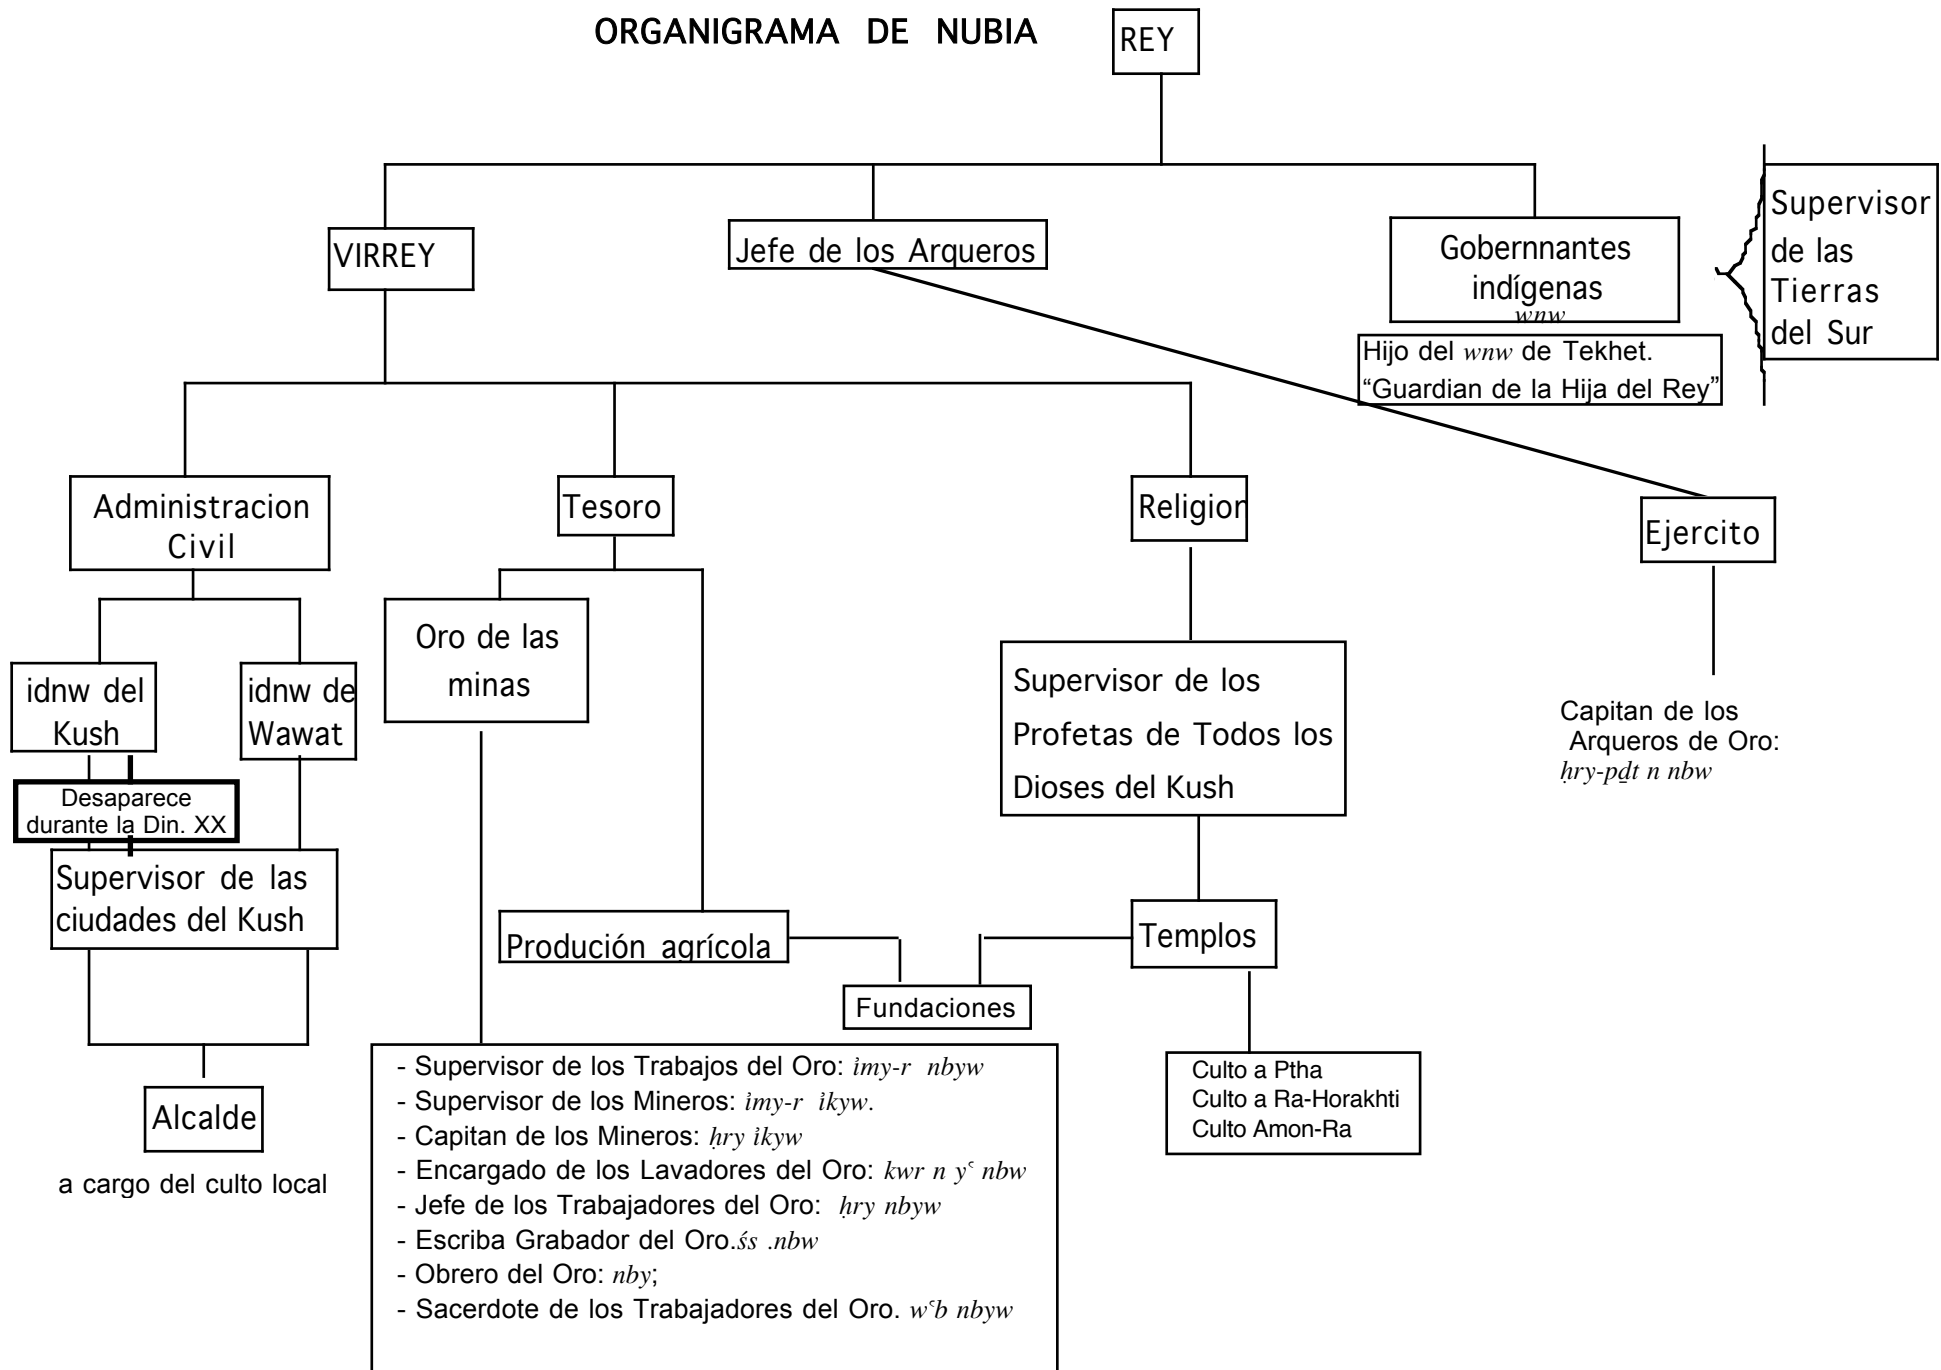 ORGANIGRAMA DE NUBIA
REY
VIRREY
Jefe de los Arqueros
Gobernnantes
indígenas
wnw
Hijo del wnw de Tekhet.
“Guardian de la Hija del Rey”
Supervisor
de las
Tierras
del Sur
Administracion
Civil
Tesoro
Religion
Ejercito
idnw del
Kush
idnw de
Wawat
Oro de las
minas
Supervisor de los
Profetas de Todos los
Dioses del Kush
Capitan de los
Arqueros de Oro:
ḥry-pḏt n nbw
Desaparece
durante la Din. XX
Supervisor de las
ciudades del Kush
Produción agrícola
Templos
Fundaciones
Alcalde
a cargo del culto local
- Supervisor de los Trabajos del Oro: i҆my-r nbyw
- Supervisor de los Mineros: i҆my-r i҆kyw.
- Capitan de los Mineros: ḥry i҆kyw
- Encargado de los Lavadores del Oro: kwr n yˤ nbw
- Jefe de los Trabajadores del Oro: ḥry nbyw
- Escriba Grabador del Oro.śs .nbw
- Obrero del Oro: nby;
- Sacerdote de los Trabajadores del Oro. wˤb nbyw
Culto a Ptha
Culto a Ra-Horakhti
Culto Amon-Ra